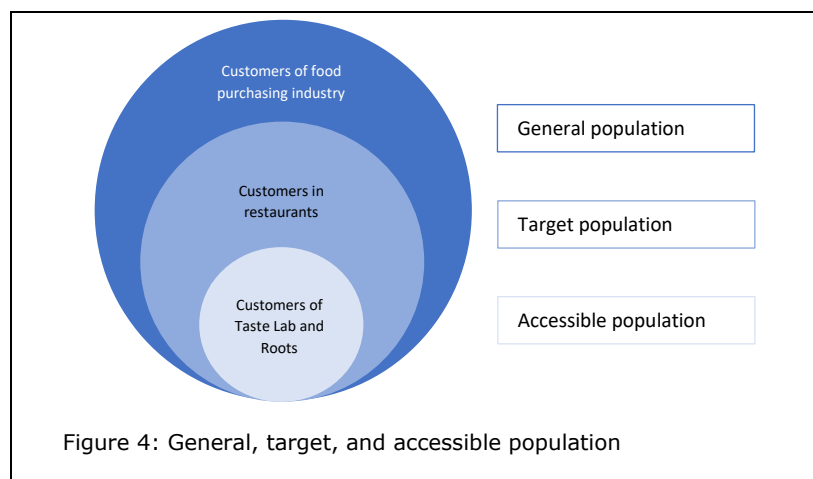 Customers of food
purchasing industry
General population
Customers in
restaurants
Target population
Customers of
Taste Lab and
Roots
Accessible population
Figure 4: General, target, and accessible population